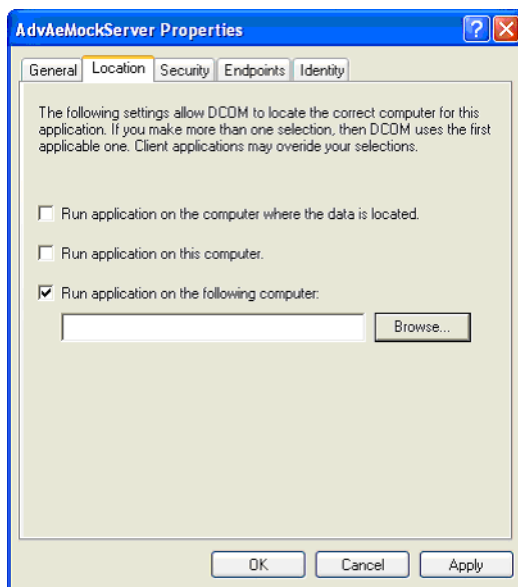 AdvAeMockServer Properties
General Location Security Endpoints Identity
The following settings allow DCOM to locate the correct computer for this
application. If you make more than one selection, then DCOM uses the first
applicable one. Client applications may overide your selections.
Run application on the computer where the data is located.
Run application on this computer.
Run application on the following computer:
Browse...
OK Cancel Apply